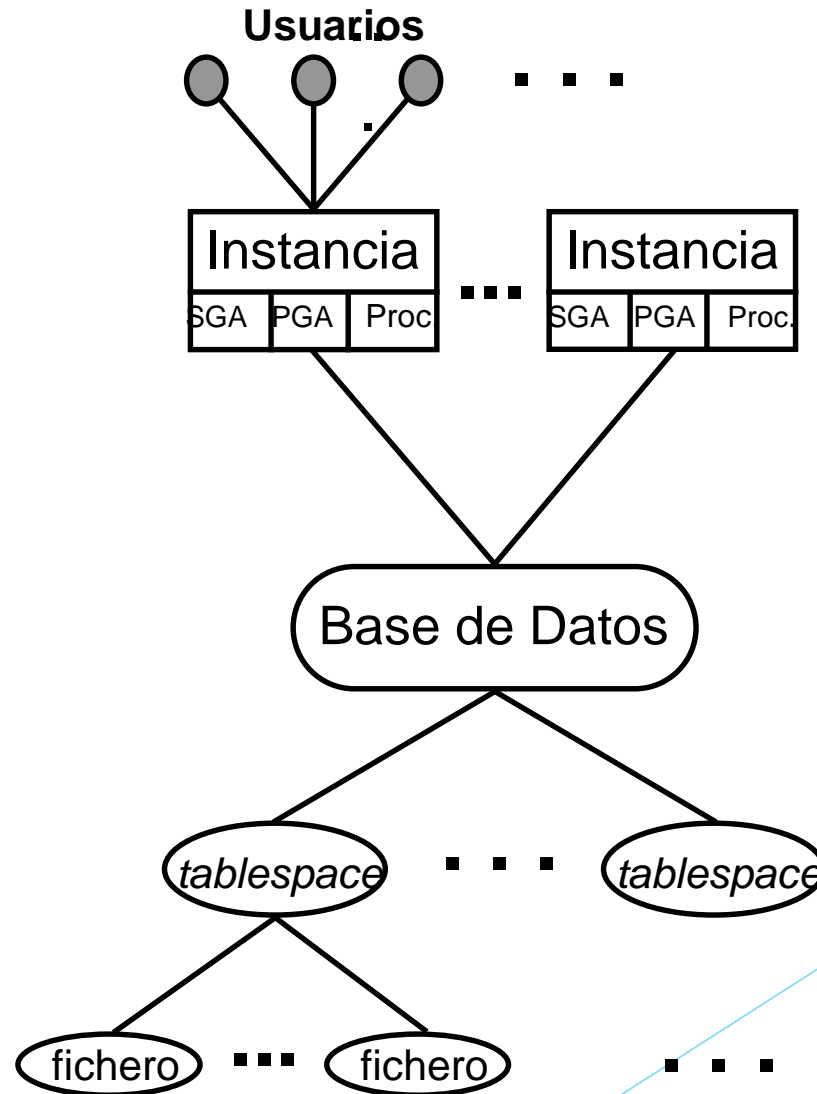 Usuarios
Instancia Instancia
SGA PGA Proc. SGA PGA Proc.
Base de Datos
tablespace tablespace
fichero fichero